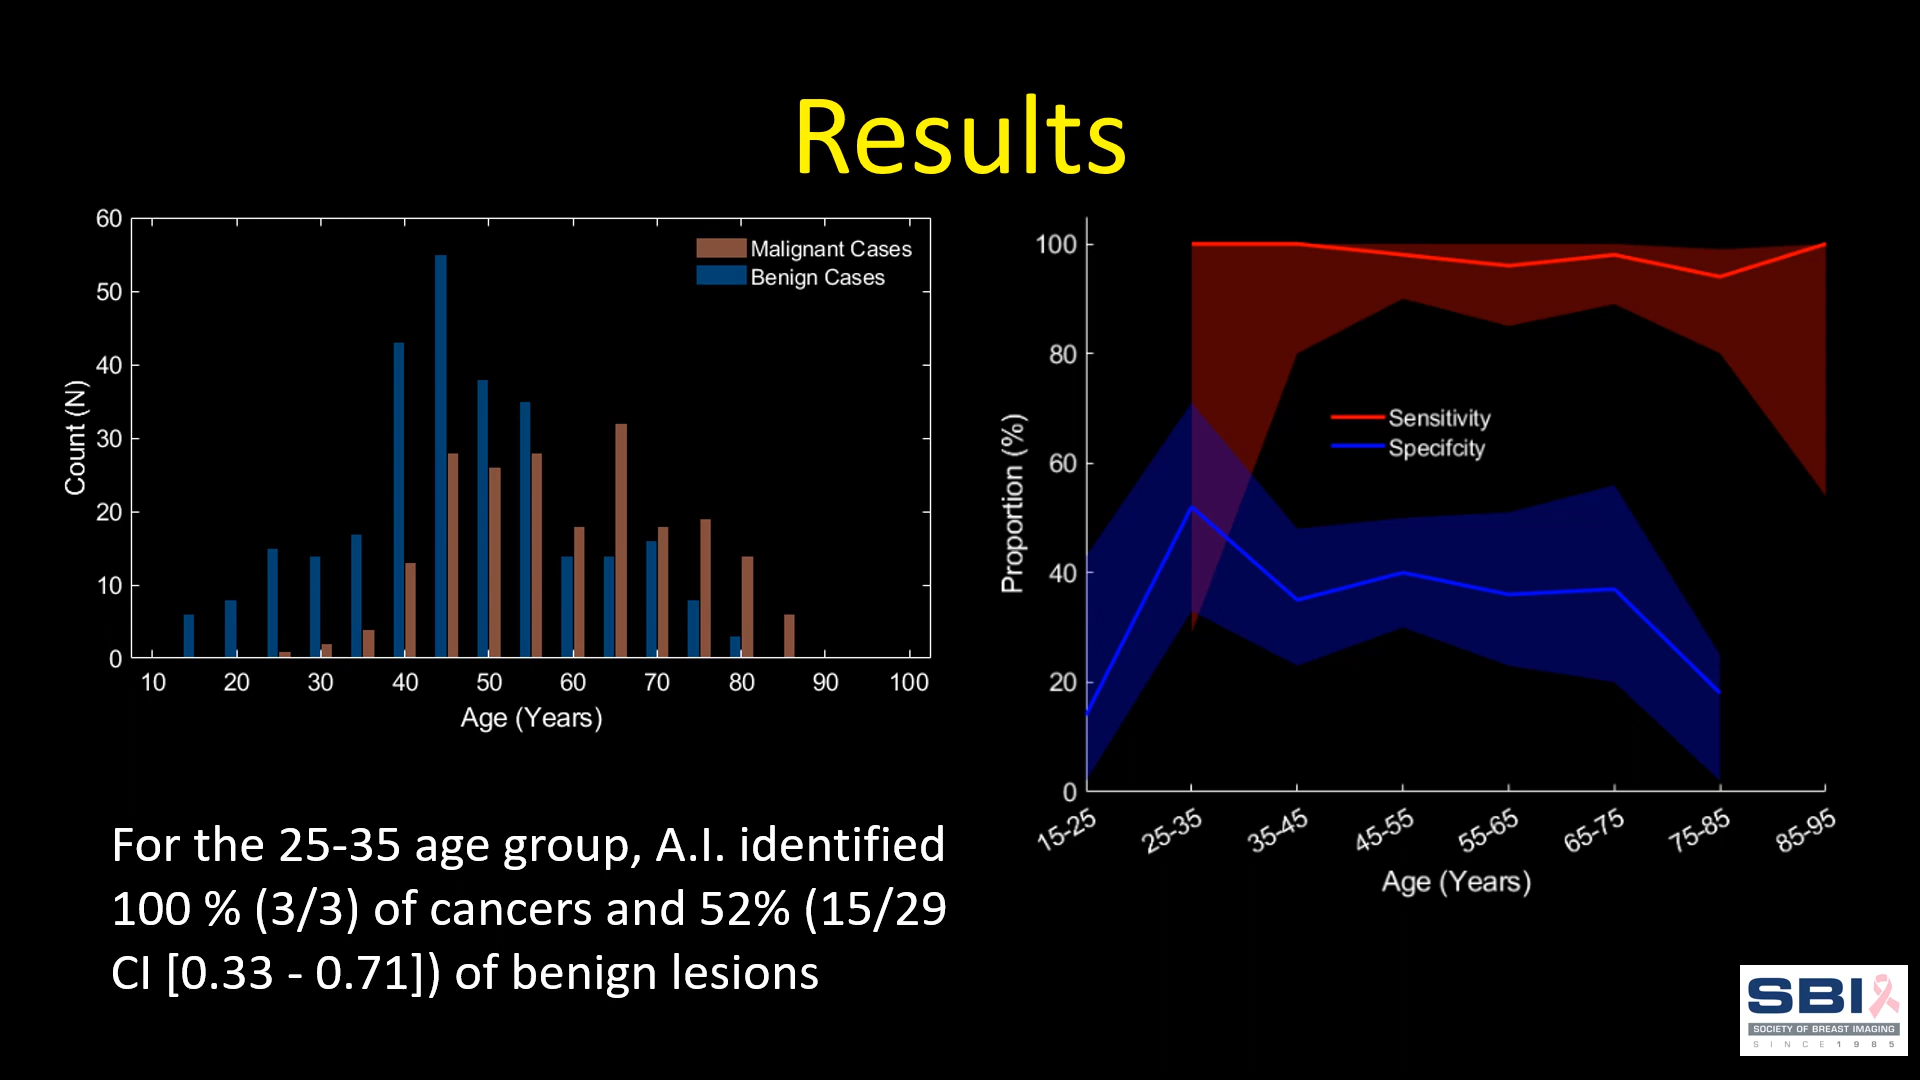 Results
60
50
40
30
20
10
0
Count (N)
Malignant Cases
Benign Cases
10 20 30 40 50 60 70 80 90 100
Age (Years)
100
80
60
40
20
0
Proportion (%)
Sensitivity
Specifcity
15-25 25-35 35-45 45-55 55-65 65-75 75-85 85-95
Age (Years)
For the 25-35 age group, A.I. identified
100 % (3/3) of cancers and 52% (15/29
CI [0.33 - 0.71]) of benign lesions
SBI
SOCIETY OF BREAST IMAGING
SINCE 1985